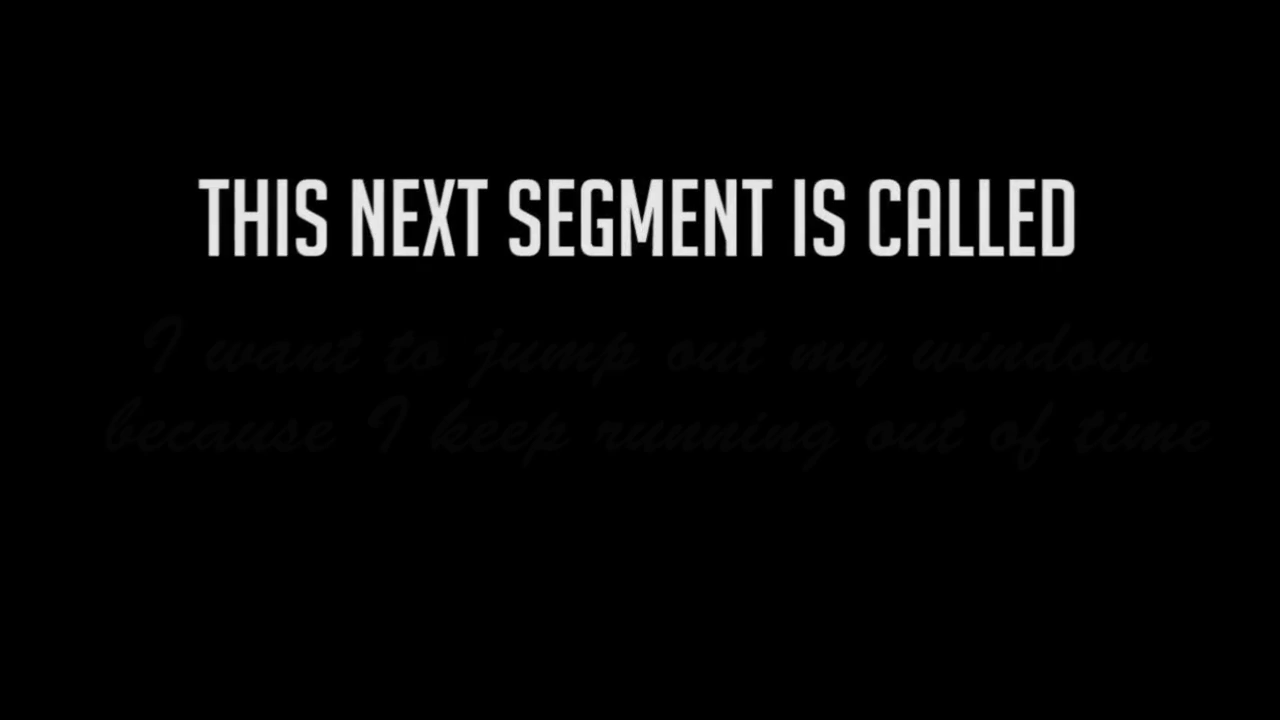 THIS NEXT SEGMENT IS CALLED
I want to jump out my window
because I keep running out of time